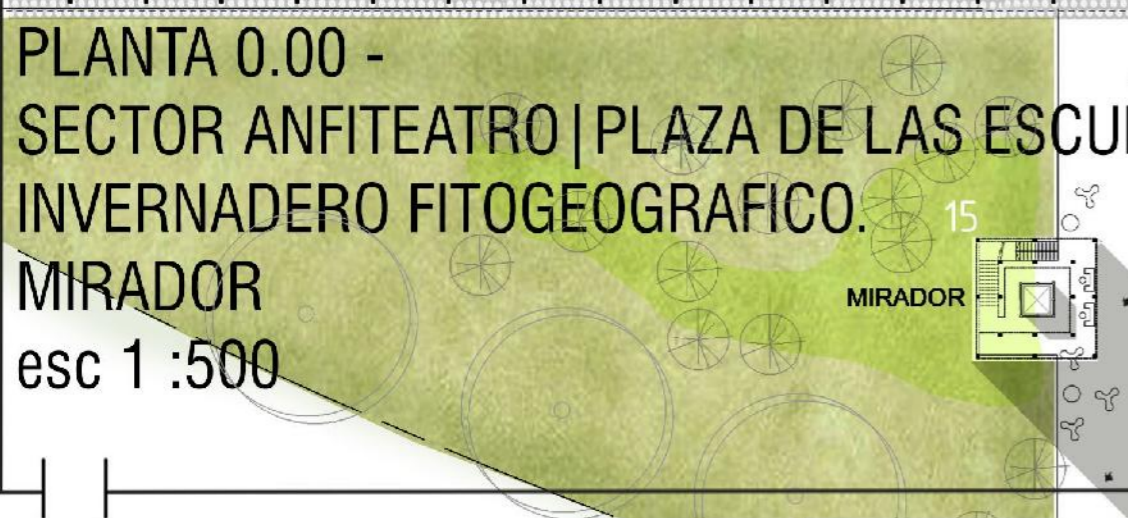 PLANTA 0.00 -
SECTOR ANFITEATRO | PLAZA DE LAS
INVERNADERO FITOGEOGRAFICO.
15
MIRADOR
MIRADOR
esc 1 :500